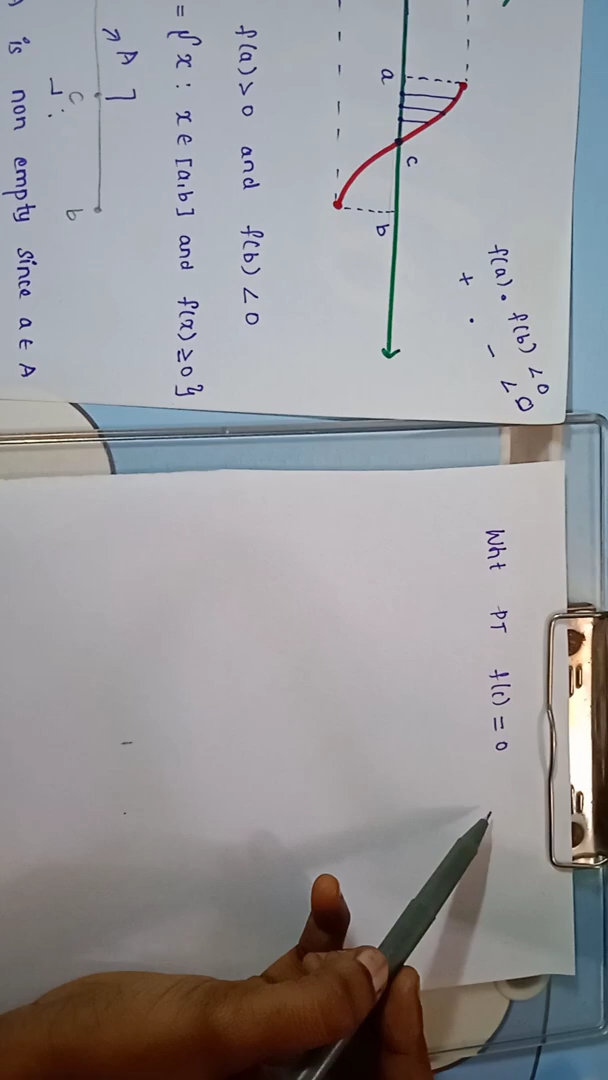 f(a) • f(b) < 0
+ . - < 0
a
c
b
f(a) > 0 and f(b) < 0
= { x : x ∈ [a,b] and f(x) ≥ 0 }
A ]
c
b
is non empty since a ∈ A
Wht PT f(c) = 0